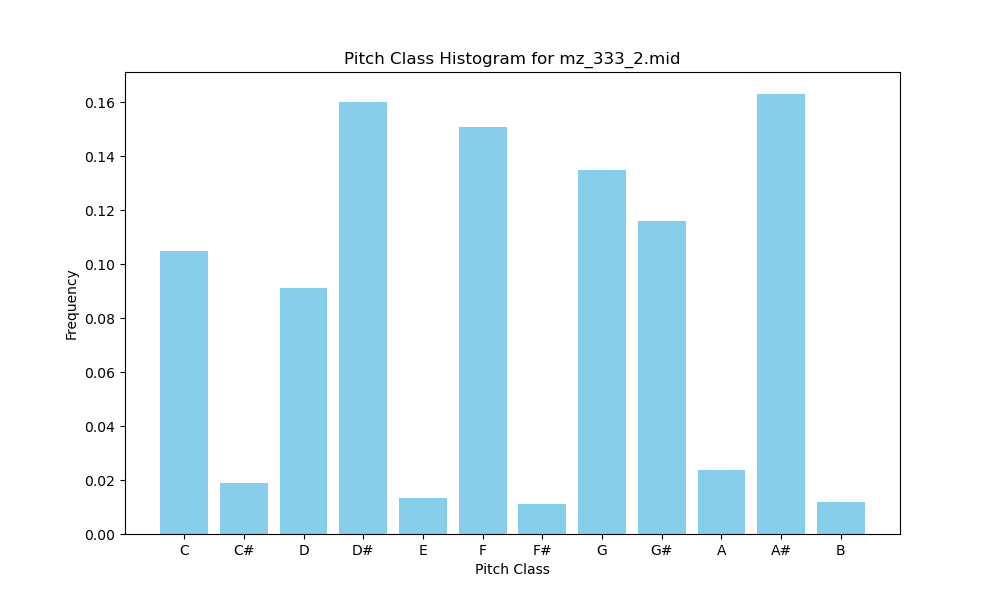 Pitch Class Histogram for mz_333_2.mid
Frequency
0.16
0.14
0.12
0.10
0.08
0.06
0.04
0.02
0.00
C C# D D# E F F# G G# A A# B
Pitch Class